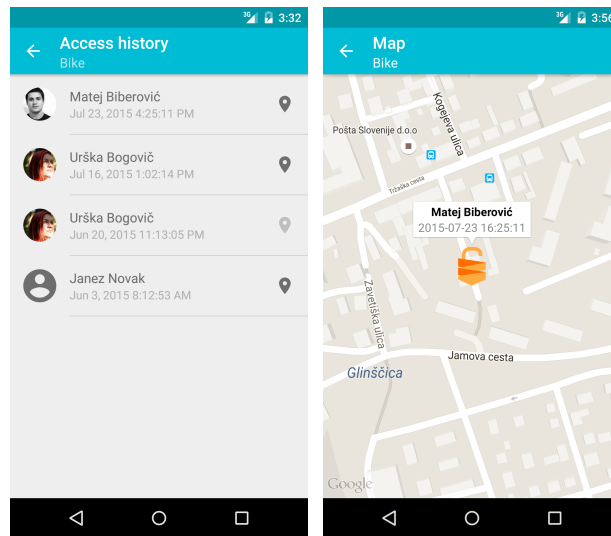 3G 3:32
Access history
Bike
Matej Biberović
Jul 23, 2015 4:25:11 PM
Urška Bogovič
Jul 16, 2015 1:02:14 PM
Urška Bogovič
Jun 20, 2015 11:13:05 PM
Janez Novak
Jun 3, 2015 8:12:53 AM
3G 3:56
Map
Bike
Kogejeva ulica
Pošta Slovenije d.o.o
Tržaška cesta
Matej Biberović
2015-07-23 16:25:11
Zavetiška ulica
Jamova cesta
Glinščica
Google